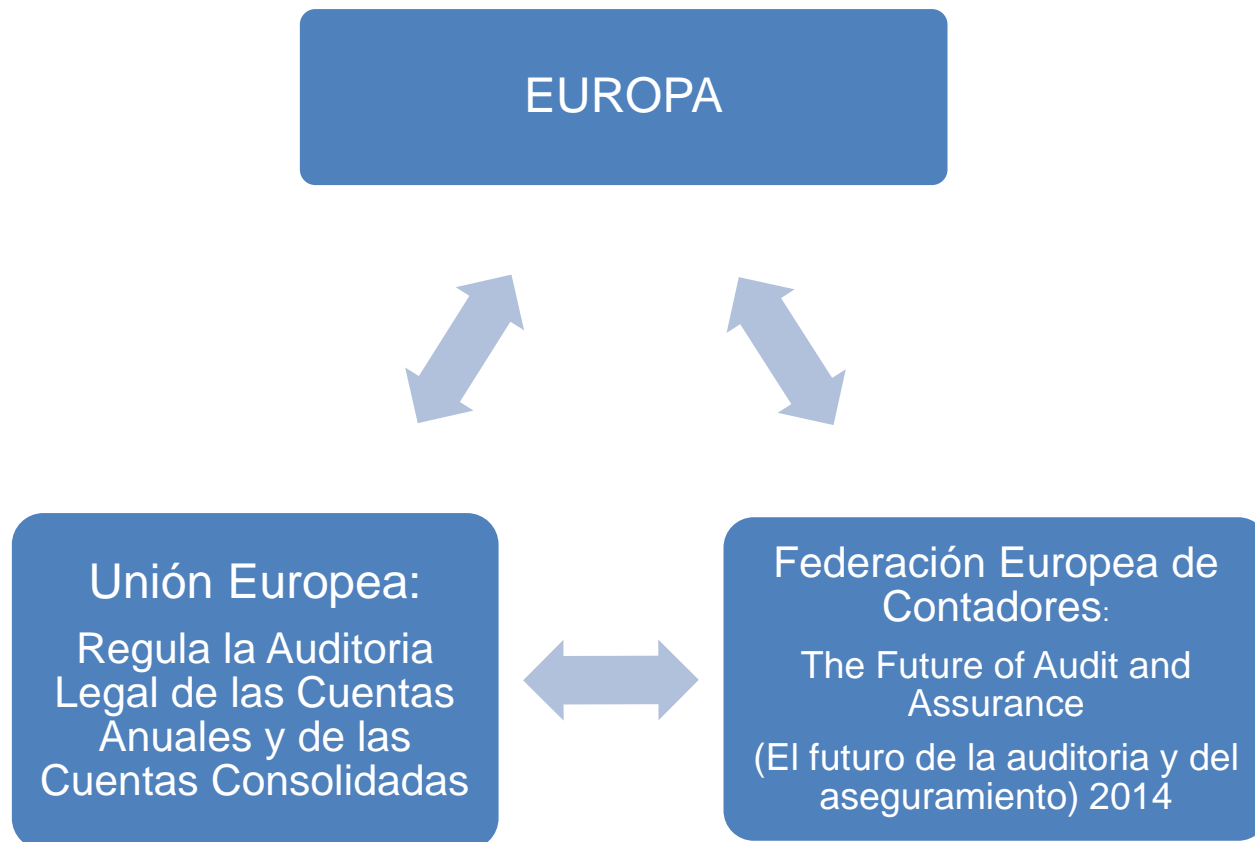 EUROPA
Unión Europea:
Regula la Auditoria
Legal de las Cuentas
Anuales y de las
Cuentas Consolidadas
Federación Europea de
Contadores:
The Future of Audit and
Assurance
(El futuro de la auditoria y del
aseguramiento) 2014